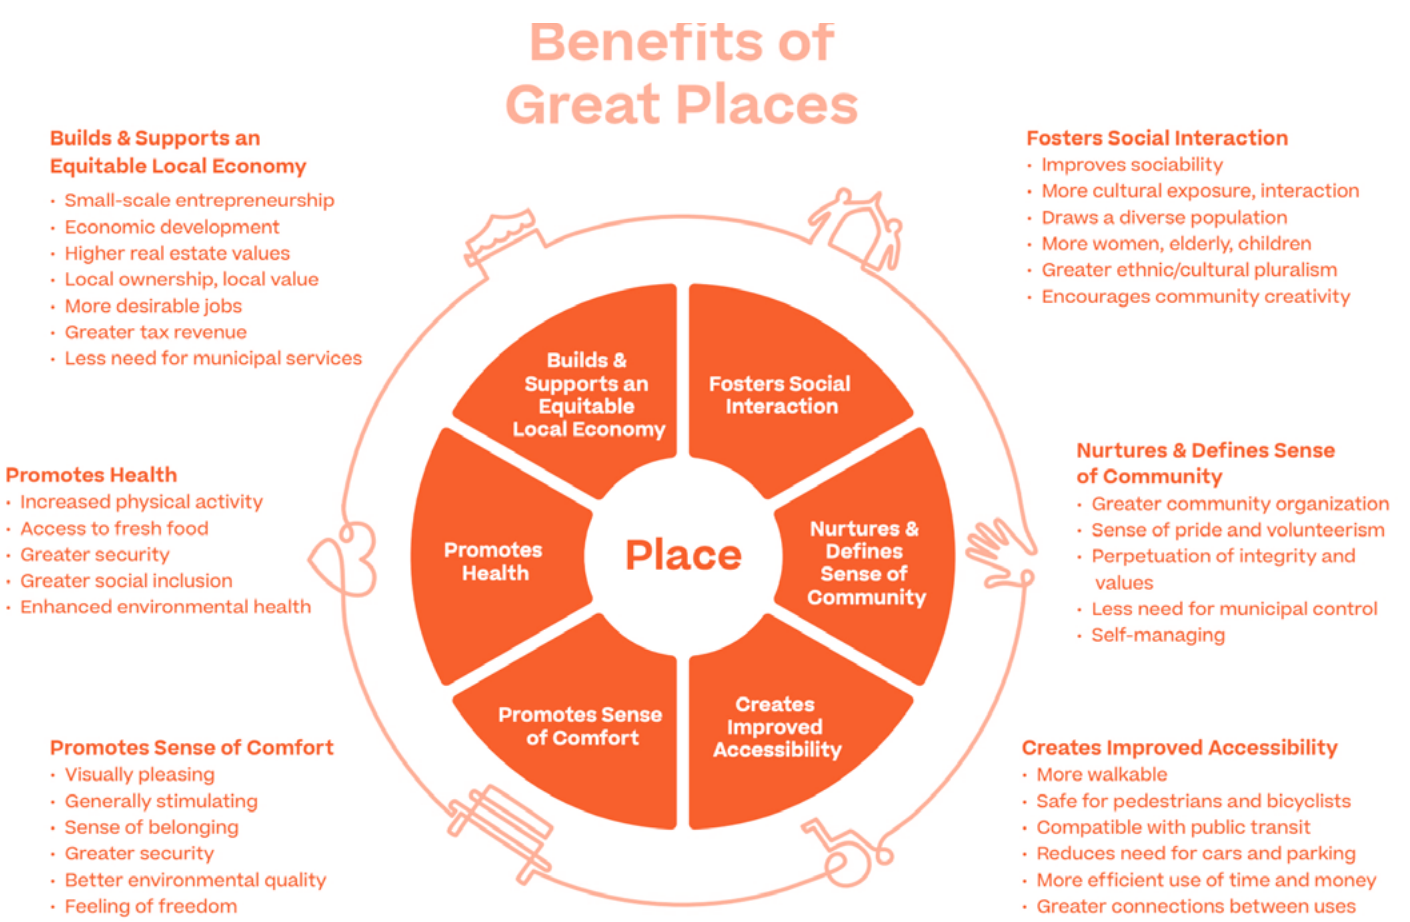 Benefits of
Great Places
Builds & Supports an
Equitable Local Economy
· Small-scale entrepreneurship
· Economic development
· Higher real estate values
· Local ownership, local value
· More desirable jobs
· Greater tax revenue
· Less need for municipal services
Fosters Social Interaction
· Improves sociability
· More cultural exposure, interaction
· Draws a diverse population
· More women, elderly, children
· Greater ethnic/cultural pluralism
· Encourages community creativity
Promotes Health
· Increased physical activity
· Access to fresh food
· Greater security
· Greater social inclusion
· Enhanced environmental health
Nurtures & Defines Sense
of Community
· Greater community organization
· Sense of pride and volunteerism
· Perpetuation of integrity and
values
· Less need for municipal control
· Self-managing
Promotes Sense of Comfort
· Visually pleasing
· Generally stimulating
· Sense of belonging
· Greater security
· Better environmental quality
· Feeling of freedom
Creates Improved Accessibility
· More walkable
· Safe for pedestrians and bicyclists
· Compatible with public transit
· Reduces need for cars and parking
· More efficient use of time and money
· Greater connections between uses
Builds &
Supports an
Equitable
Local Economy
Fosters Social
Interaction
Promotes
Health
Place
Nurtures &
Defines
Sense of
Community
Promotes Sense
of Comfort
Creates
Improved
Accessibility